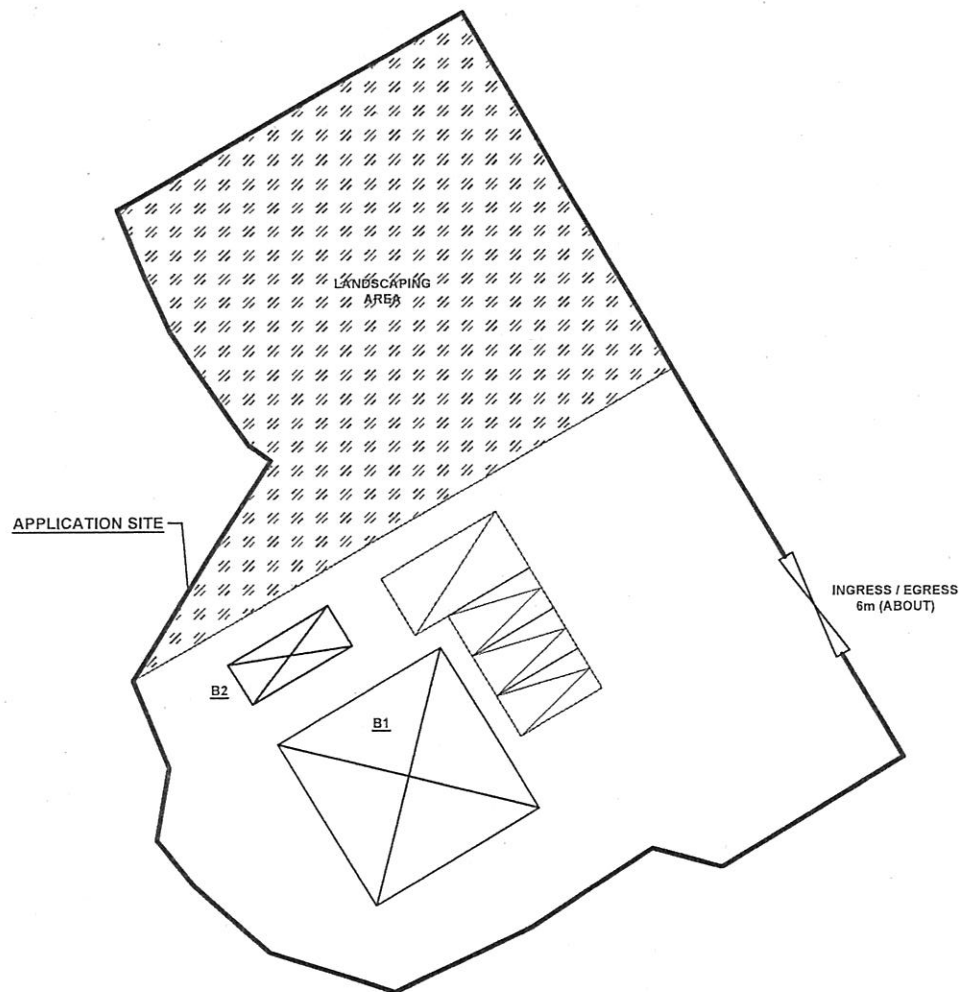 LANDSCAPING
AREA
APPLICATION SITE
INGRESS / EGRESS
6m (ABOUT)
B2
B1